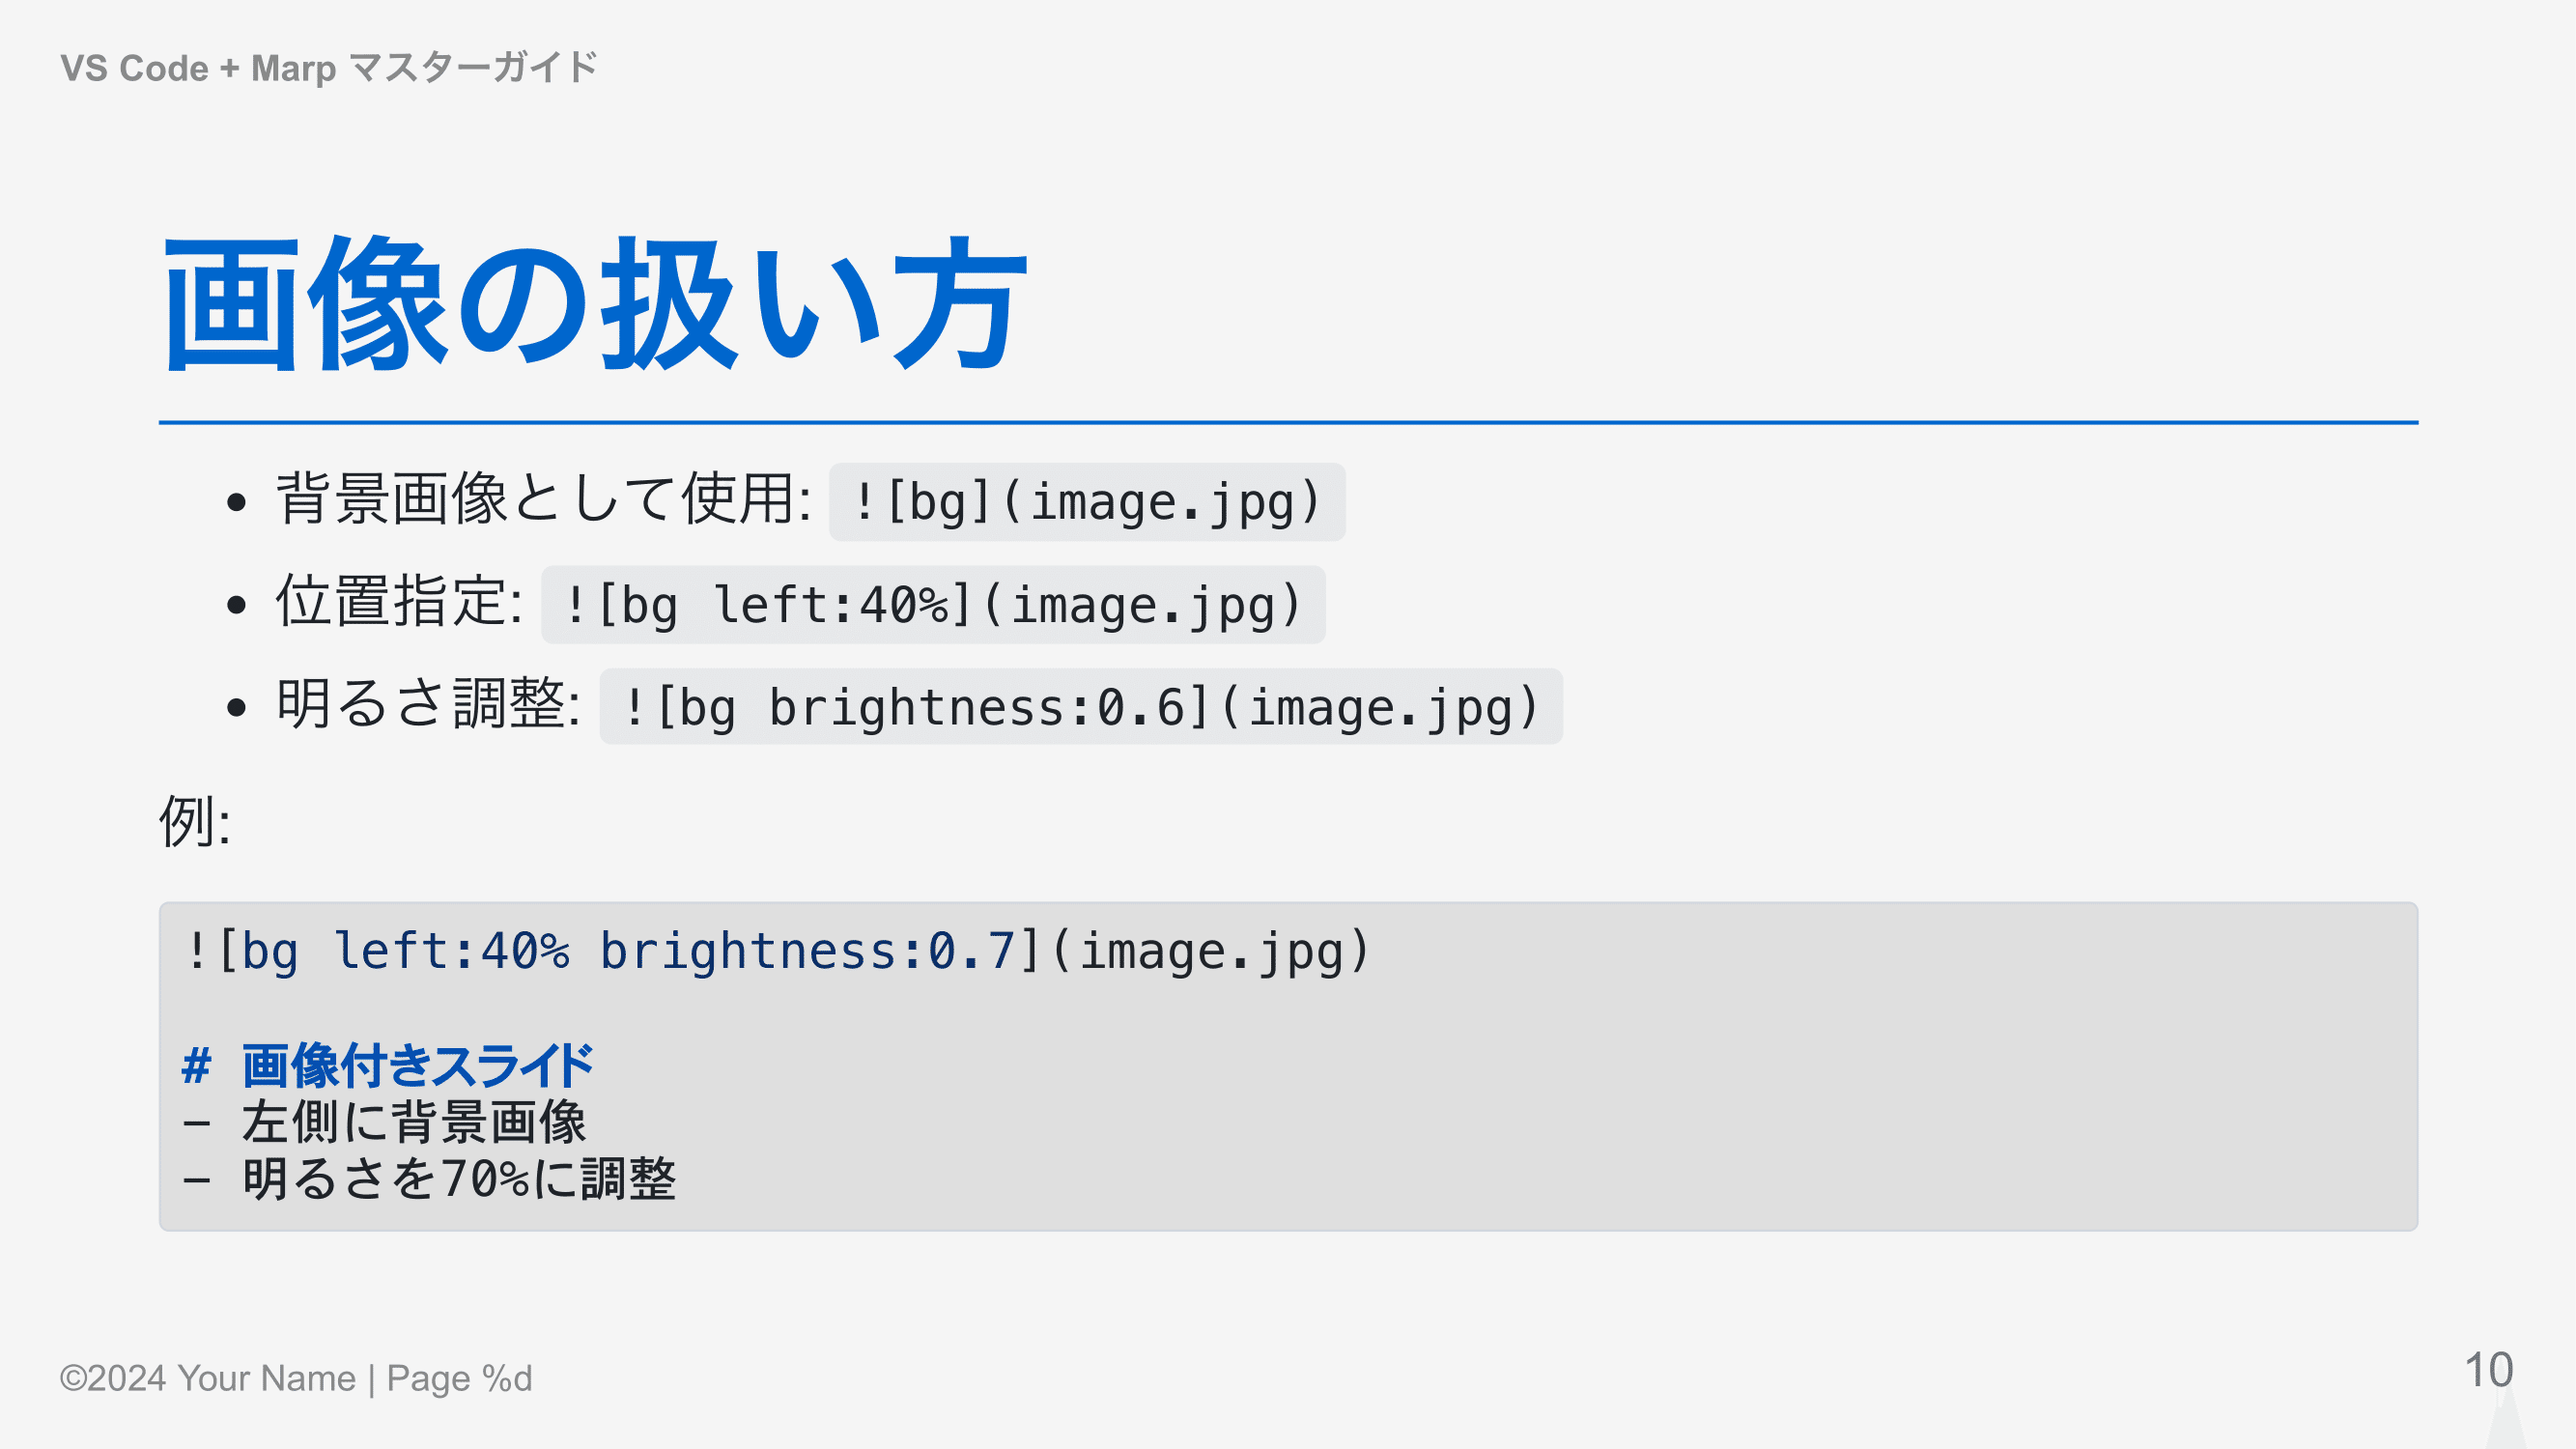 VS Code + Marp マスターガイド
画像の扱い方
• 背景画像として使用: ![bg](image.jpg)
• 位置指定: ![bg left:40%](image.jpg)
• 明るさ調整: ![bg brightness:0.6](image.jpg)
例:
![bg left:40% brightness:0.7](image.jpg)
# 画像付きスライド
- 左側に背景画像
- 明るさを70%に調整
©2024 Your Name | Page %d
10